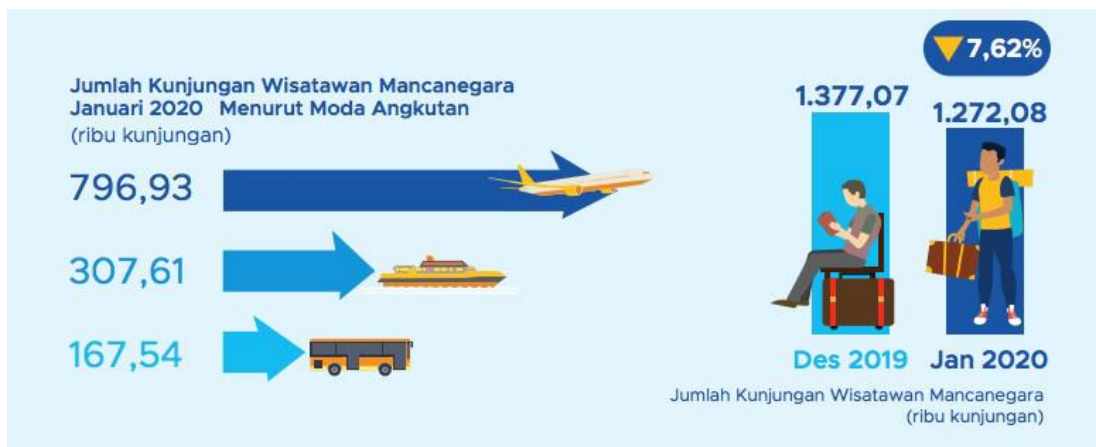 Jumlah Kunjungan Wisatawan Mancanegara
Januari 2020 Menurut Moda Angkutan
(ribu kunjungan)
796,93
307,61
167,54
7,62%
1.377,07
1.272,08
Des 2019
Jan 2020
Jumlah Kunjungan Wisatawan Mancanegara
(ribu kunjungan)